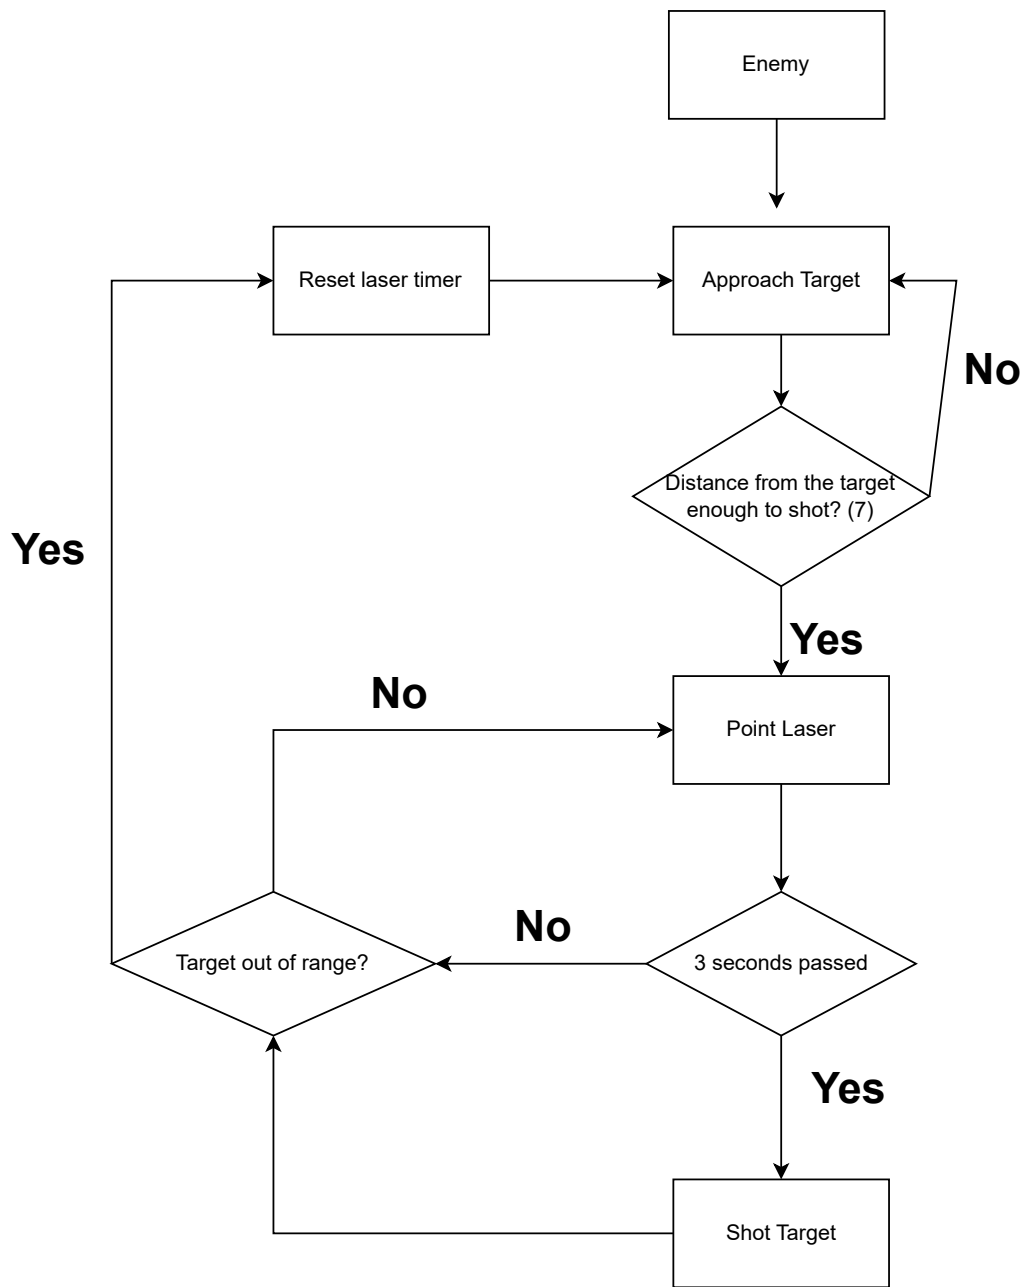 Enemy
Reset laser timer
Approach Target
No
Distance from the target
enough to shot? (7)
Yes
Yes
No
Point Laser
No
Target out of range?
3 seconds passed
Yes
Shot Target